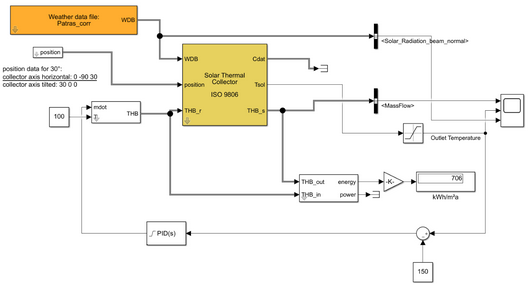 Weather data file:
Patras_corr
WDB
position
position data for 30°:
collector axis horizontal: 0 -90 30
collector axis tilted: 30 0 0
WDB
Cdat
Solar Thermal
Collector
ISO 9806
position
Tsol
THB_r
THB_s
<Solar_Radiation_beam_normal>
<MassFlow>
100
mdot
T
THB
Outlet Temperature
THB_out
energy
THB_in
power
-K-
706
kWh/m²a
PID(s)
150